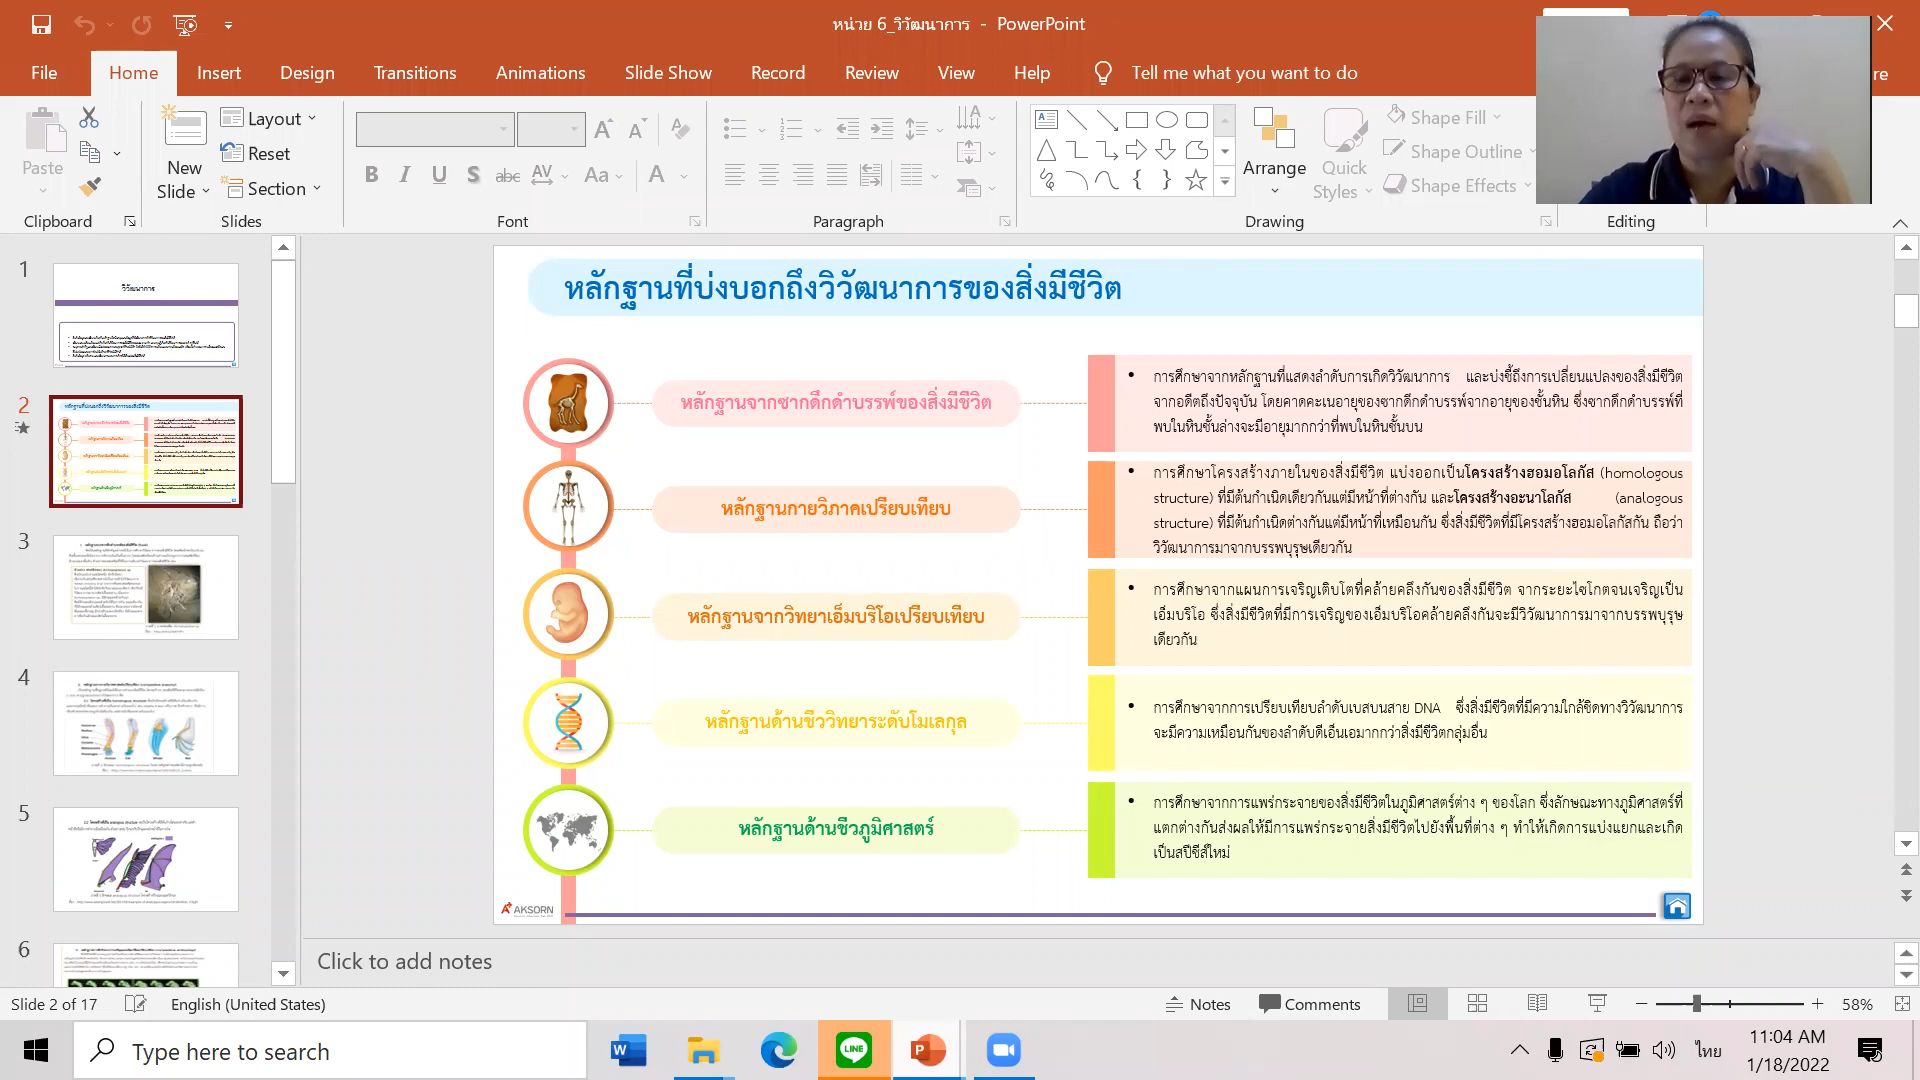 หน่วย 6_วิวัฒนาการ - PowerPoint
File Home Insert Design Transitions Animations Slide Show Record Review View Help Tell me what you want to do re
Paste
New
Slide
Layout
Reset
Section
B I U S abc AV Aa A
Arrange
Quick
Styles
Shape Fill
Shape Outline
Shape Effects
Clipboard Slides Font Paragraph Drawing Editing
1
วิวัฒนาการ
2
3
4
5
6
หลักฐานที่บ่งบอกถึงวิวัฒนาการของสิ่งมีชีวิต
หลักฐานจากซากดึกดำบรรพ์ของสิ่งมีชีวิต
• การศึกษาจากหลักฐานที่แสดงลำดับการเกิดวิวัฒนาการ และบ่งชี้ถึงการเปลี่ยนแปลงของสิ่งมีชีวิต
จากอดีตถึงปัจจุบัน โดยคาดคะเนอายุของซากดึกดำบรรพ์จากอายุของชั้นหิน ซึ่งซากดึกดำบรรพ์ที่
พบในหินชั้นล่างจะมีอายุมากกว่าที่พบในหินชั้นบน
หลักฐานกายวิภาคเปรียบเทียบ
• การศึกษาโครงสร้างภายในของสิ่งมีชีวิต แบ่งออกเป็นโครงสร้างฮอมอโลกัส (homologous
structure) ที่มีต้นกำเนิดเดียวกันแต่มีหน้าที่ต่างกัน และโครงสร้างอะนาโลกัส (analogous
structure) ที่มีต้นกำเนิดต่างกันแต่มีหน้าที่เหมือนกัน ซึ่งสิ่งมีชีวิตที่มีโครงสร้างฮอมอโลกัสกัน ถือว่า
วิวัฒนาการมาจากบรรพบุรุษเดียวกัน
หลักฐานจากวิทยาเอ็มบริโอเปรียบเทียบ
• การศึกษาจากแผนการเจริญเติบโตที่คล้ายคลึงกันของสิ่งมีชีวิต จากระยะไซโกตจนเจริญเป็น
เอ็มบริโอ ซึ่งสิ่งมีชีวิตที่มีการเจริญของเอ็มบริโอคล้ายคลึงกันจะมีวิวัฒนาการมาจากบรรพบุรุษ
เดียวกัน
หลักฐานด้านชีววิทยาระดับโมเลกุล
• การศึกษาจากการเปรียบเทียบลำดับเบสบนสาย DNA ซึ่งสิ่งมีชีวิตที่มีความใกล้ชิดทางวิวัฒนาการ
จะมีความเหมือนกันของลำดับดีเอ็นเอมากกว่าสิ่งมีชีวิตกลุ่มอื่น
หลักฐานด้านชีวภูมิศาสตร์
• การศึกษาจากการแพร่กระจายของสิ่งมีชีวิตในภูมิศาสตร์ต่าง ๆ ของโลก ซึ่งลักษณะทางภูมิศาสตร์ที่
แตกต่างกันส่งผลให้มีการแพร่กระจายสิ่งมีชีวิตไปยังพื้นที่ต่าง ๆ ทำให้เกิดการแบ่งแยกและเกิด
เป็นสปีชีส์ใหม่
AKSORN
Click to add notes
Slide 2 of 17 English (United States) Notes Comments 58%
Type here to search
LINE
ไทย
11:04 AM
1/18/2022